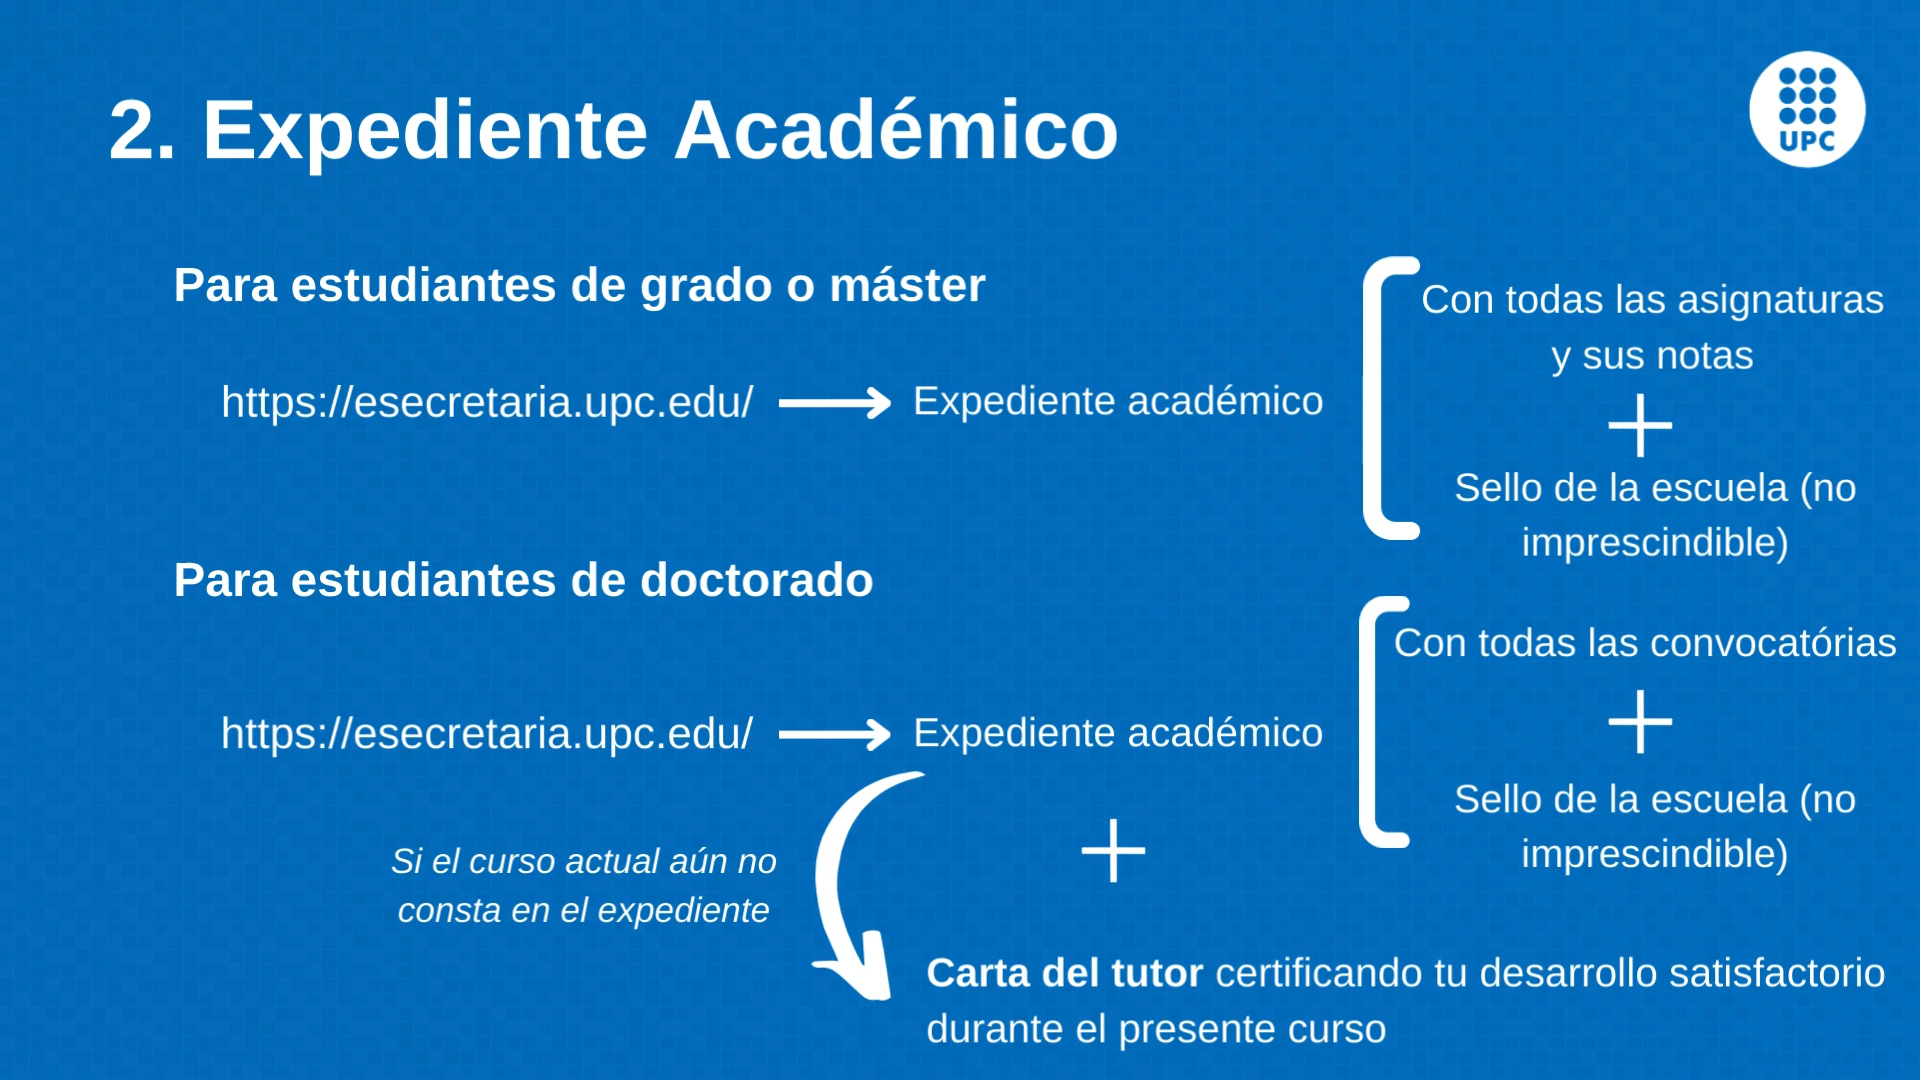 2. Expediente Académico
UPC
Para estudiantes de grado o máster
https://esecretaria.upc.edu/
Expediente académico
Con todas las asignaturas
y sus notas
Sello de la escuela (no
imprescindible)
Para estudiantes de doctorado
https://esecretaria.upc.edu/
Expediente académico
Con todas las convocatórias
Sello de la escuela (no
imprescindible)
Si el curso actual aún no
consta en el expediente
Carta del tutor certificando tu desarrollo satisfactorio
durante el presente curso